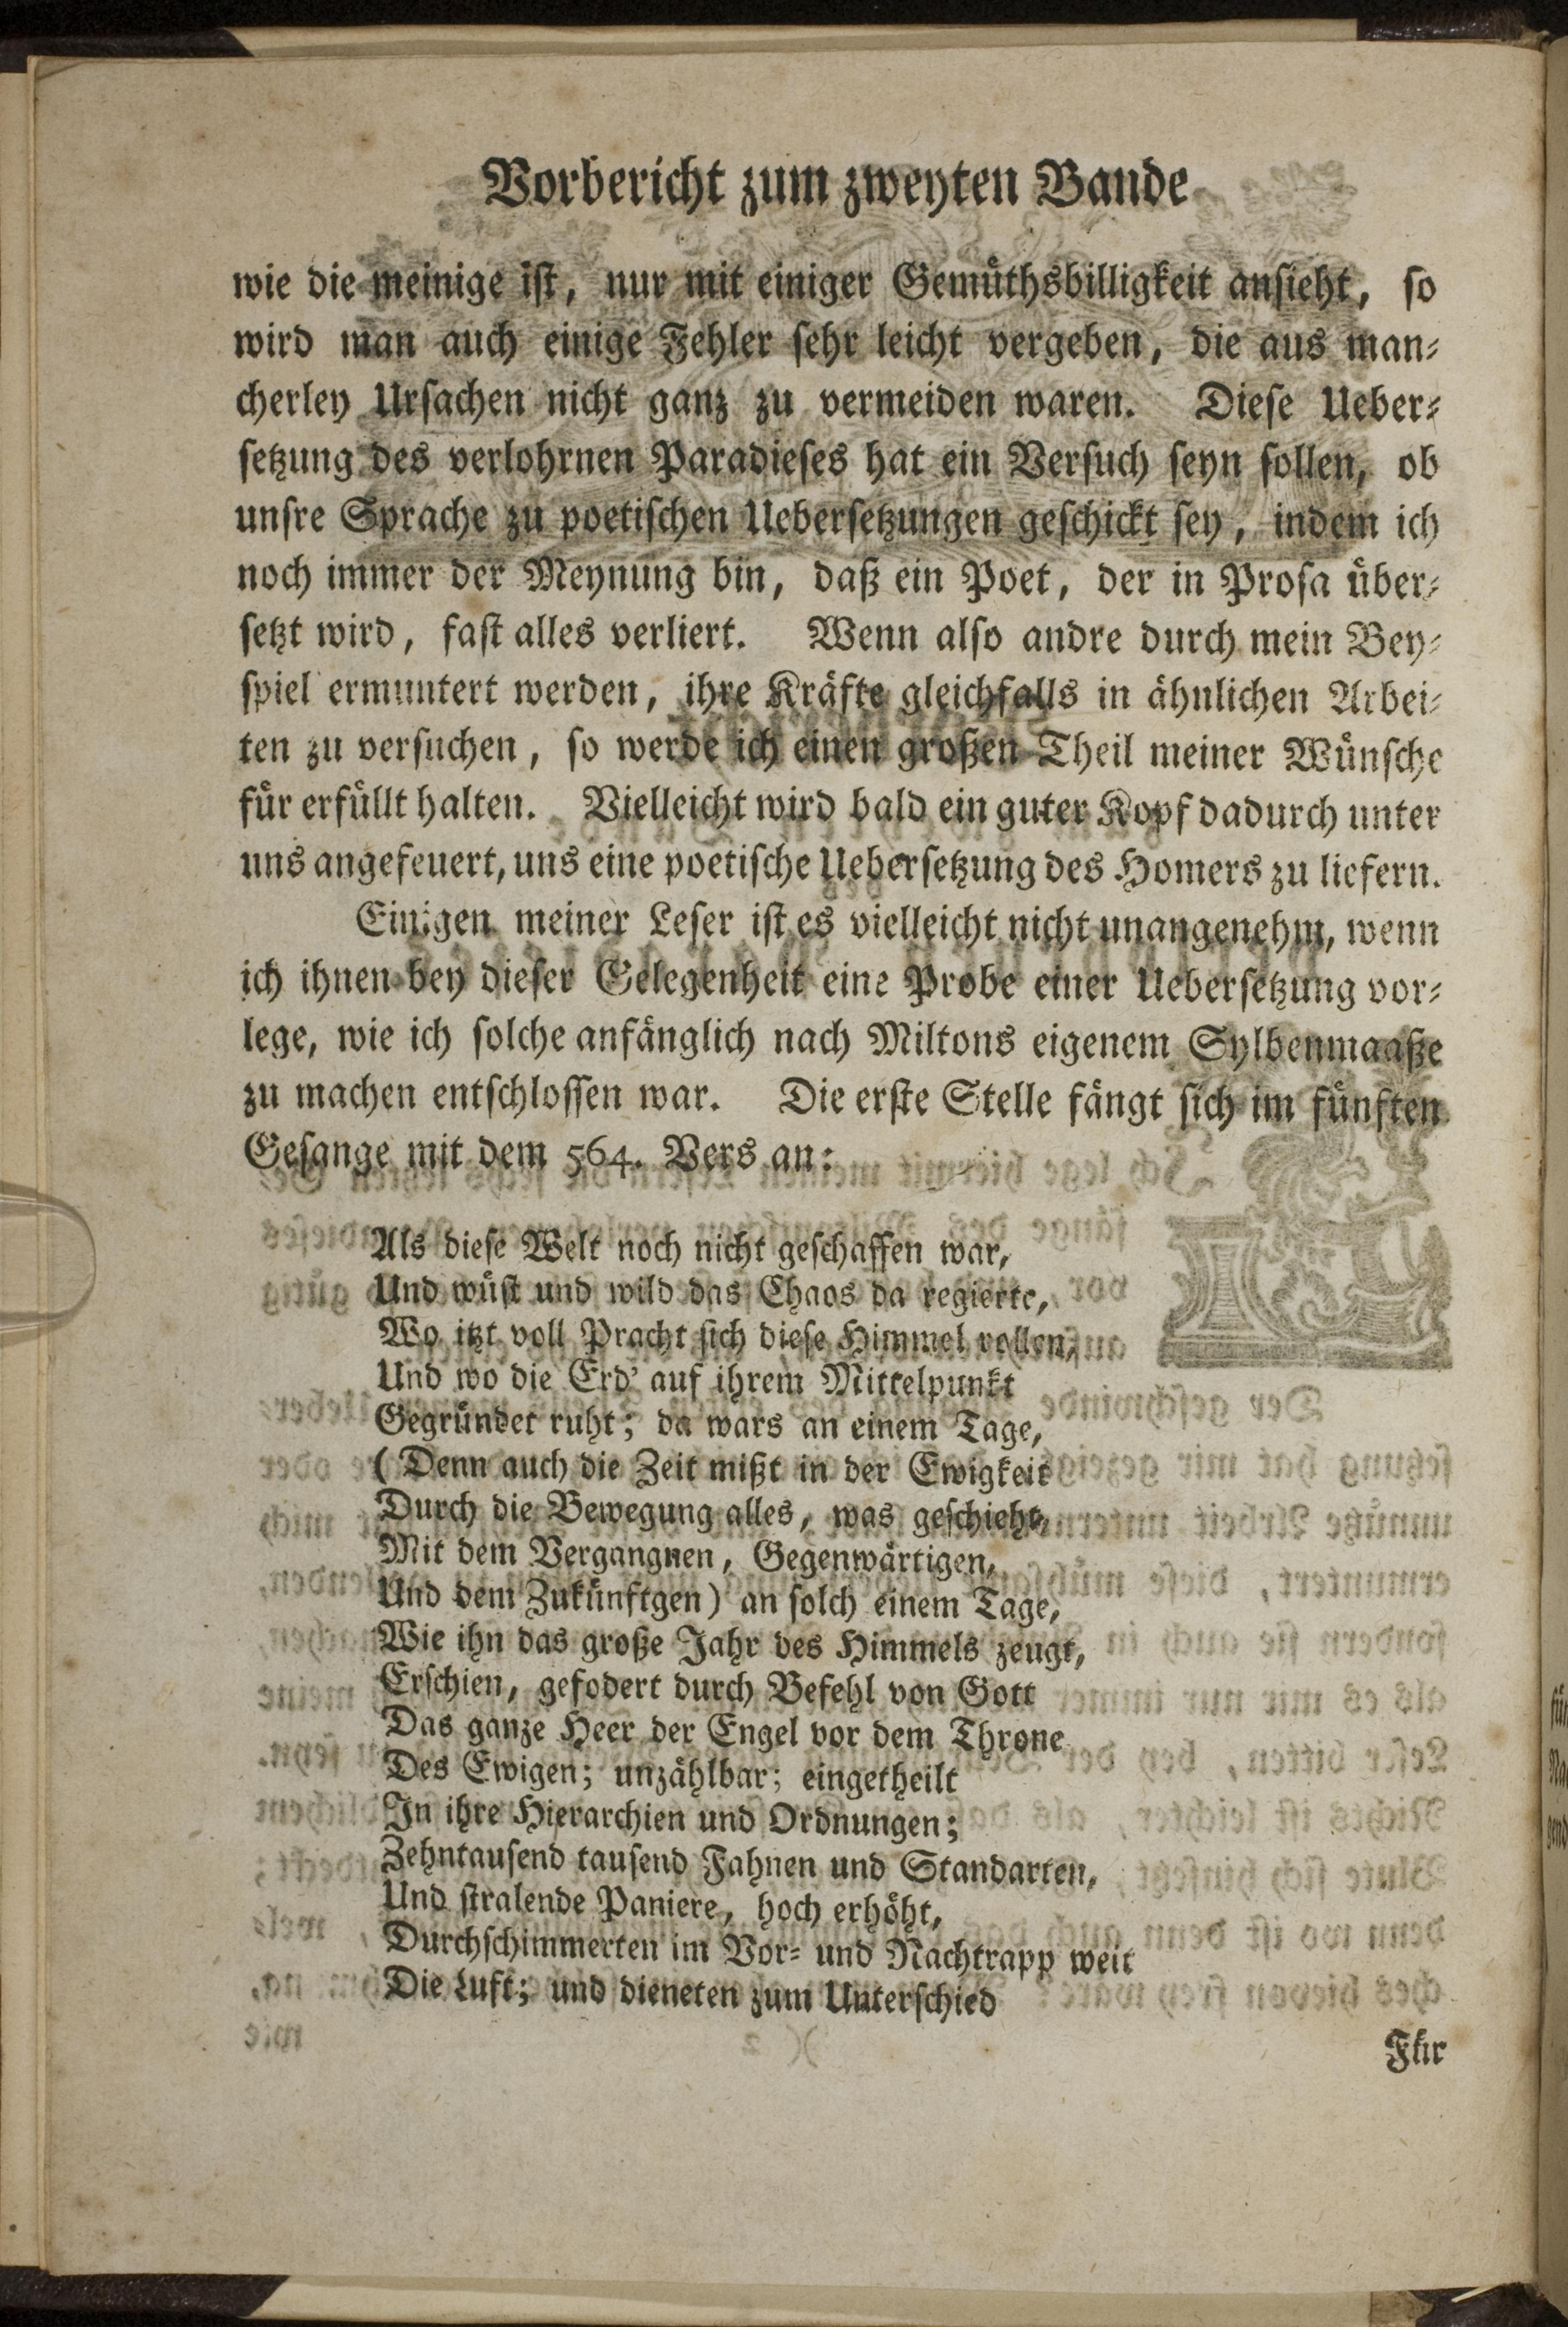 Vorbericht zum zweyten Bande
wie die meinige ist, nur mit einiger Gemüthsbilligkeit ansieht, so
wird man auch einige Fehler sehr leicht vergeben, die aus man-
cherley Ursachen nicht ganz zu vermeiden waren. Diese Ueber-
setzung des verlohrnen Paradieses hat ein Versuch seyn sollen, ob
unsre Sprache zu poetischen Uebersetzungen geschickt sey, indem ich
noch immer der Meynung bin, daß ein Poet, der in Prosa über-
setzt wird, fast alles verliert. Wenn also andre durch mein Bey-
spiel ermuntert werden, ihre Kräfte gleichfalls in ähnlichen Arbei-
ten zu versuchen, so werde ich einen großen Theil meiner Wünsche
für erfüllt halten. Vielleicht wird bald ein guter Kopf dadurch unter
uns angefeuert, uns eine poetische Uebersetzung des Homers zu liefern.
Einigen meiner Leser ist es vielleicht nicht unangenehm, wenn
ich ihnen bey dieser Gelegenheit eine Probe einer Uebersetzung vor-
lege, wie ich solche anfänglich nach Miltons eigenem Sylbenmaaße
zu machen entschlossen war. Die erste Stelle fängt sich im fünften
Gesange mit dem 564. Vers an:
Als diese Welt noch nicht geschaffen war,
Und wüst und wild das Chaos da regierte,
Wo itzt voll Pracht sich diese Himmel rollen,
Und wo die Erd' auf ihrem Mittelpunkt
Gegründet ruht; da wars an einem Tage,
(Denn auch die Zeit mißt in der Ewigkeit
Durch die Bewegung alles, was geschieht,
Mit dem Vergangnen, Gegenwärtigen,
Und dem Zukünftgen) an solch einem Tage,
Wie ihn das große Jahr des Himmels zeugt,
Erschien, gefodert durch Befehl von Gott
Das ganze Heer der Engel vor dem Throne
Des Ewigen; unzählbar; eingetheilt
In ihre Hierarchien und Ordnungen;
Zehntausend tausend Fahnen und Standarten,
Und stralende Paniere, hoch erhöht,
Durchschimmerten im Vor- und Nachtrapp weit
Die Luft; und dieneten zum Unterschied
Für